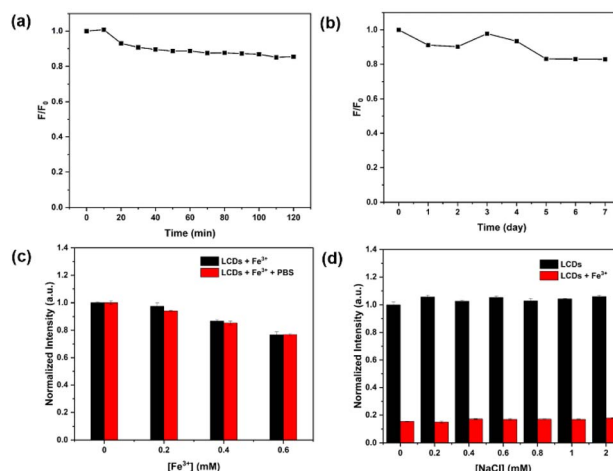 (a)
1.0
0.8
0.6
0.4
0.2
0.0
F/F₀
0 20 40 60 80 100 120
Time (min)
(b)
1.0
0.8
0.6
0.4
0.2
0.0
F/F₀
0 1 2 3 4 5 6 7
Time (day)
(c)
1.4
1.2
1.0
0.8
0.6
0.4
0.2
0.0
Normalized Intensity (a.u.)
LCDs + Fe³⁺
LCDs + Fe³⁺ + PBS
0 0.2 0.4 0.6
[Fe³⁺] (mM)
(d)
1.4
1.2
1.0
0.8
0.6
0.4
0.2
0.0
Normalized Intensity (a.u.)
LCDs
LCDs + Fe³⁺
0 0.2 0.4 0.6 0.8 1 2
[NaCl] (mM)